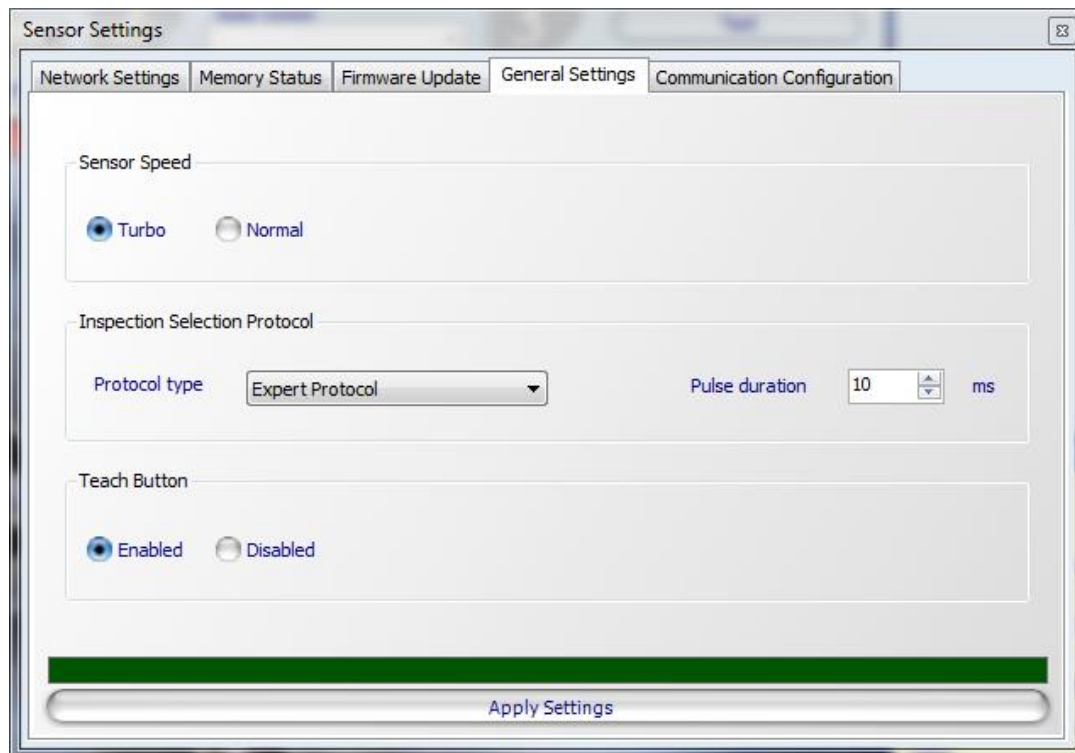 Sensor Settings
Network Settings Memory Status Firmware Update General Settings Communication Configuration
Sensor Speed
Turbo Normal
Inspection Selection Protocol
Protocol type Expert Protocol Pulse duration 10 ms
Teach Button
Enabled Disabled
Apply Settings